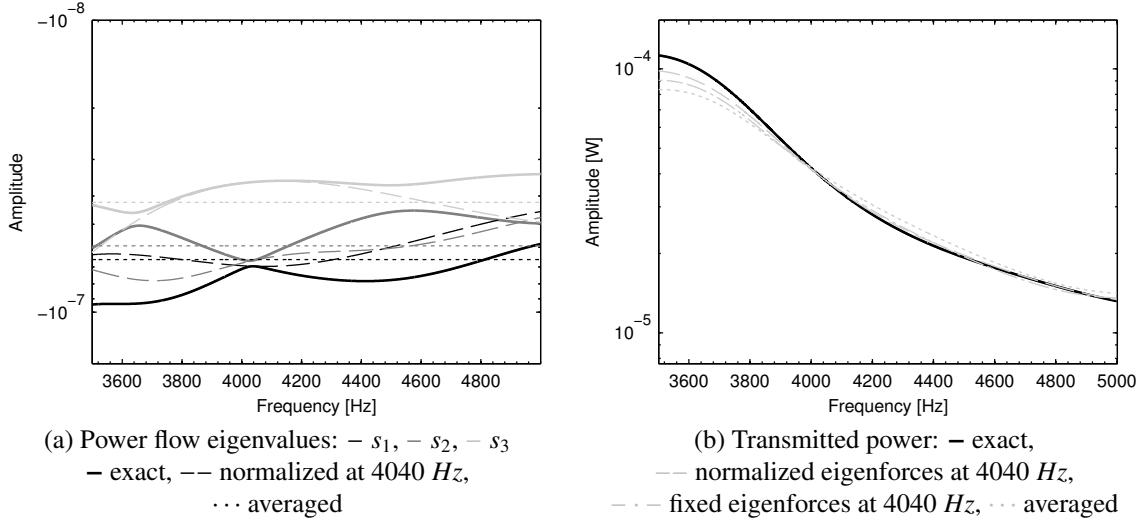 -10^-8
-10^-7
Amplitude
3600 3800 4000 4200 4400 4600 4800
Frequency [Hz]
(a) Power flow eigenvalues: – s₁, – s₂, – s₃
– exact, −− normalized at 4040 Hz,
··· averaged
10^-4
10^-5
Amplitude [W]
3600 3800 4000 4200 4400 4600 4800 5000
Frequency [Hz]
(b) Transmitted power: – exact,
−− normalized eigenforces at 4040 Hz,
− · − fixed eigenforces at 4040 Hz, ··· averaged